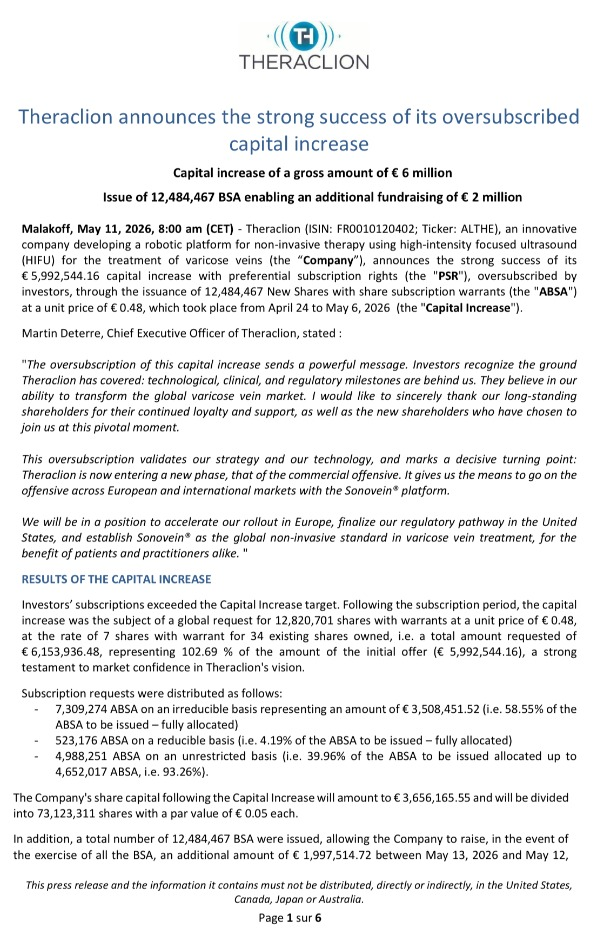 TH
THERACLION
Theraclion announces the strong success of its oversubscribed
capital increase
Capital increase of a gross amount of € 6 million
Issue of 12,484,467 BSA enabling an additional fundraising of € 2 million
Malakoff, May 11, 2026, 8:00 am (CET) - Theraclion (ISIN: FR0010120402; Ticker: ALTHE), an innovative
company developing a robotic platform for non-invasive therapy using high-intensity focused ultrasound
(HIFU) for the treatment of varicose veins (the “Company”), announces the strong success of its
€ 5,992,544.16 capital increase with preferential subscription rights (the "PSR"), oversubscribed by
investors, through the issuance of 12,484,467 New Shares with share subscription warrants (the "ABSA")
at a unit price of € 0.48, which took place from April 24 to May 6, 2026 (the "Capital Increase").
Martin Deterre, Chief Executive Officer of Theraclion, stated :
"The oversubscription of this capital increase sends a powerful message. Investors recognize the ground
Theraclion has covered: technological, clinical, and regulatory milestones are behind us. They believe in our
ability to transform the global varicose vein market. I would like to sincerely thank our long-standing
shareholders for their continued loyalty and support, as well as the new shareholders who have chosen to
join us at this pivotal moment.
This oversubscription validates our strategy and our technology, and marks a decisive turning point:
Theraclion is now entering a new phase, that of the commercial offensive. It gives us the means to go on the
offensive across European and international markets with the Sonovein® platform.
We will be in a position to accelerate our rollout in Europe, finalize our regulatory pathway in the United
States, and establish Sonovein® as the global non-invasive standard in varicose vein treatment, for the
benefit of patients and practitioners alike. "
RESULTS OF THE CAPITAL INCREASE
Investors’ subscriptions exceeded the Capital Increase target. Following the subscription period, the capital
increase was the subject of a global request for 12,820,701 shares with warrants at a unit price of € 0.48,
at the rate of 7 shares with warrant for 34 existing shares owned, i.e. a total amount requested of
€ 6,153,936.48, representing 102.69 % of the amount of the initial offer (€ 5,992,544.16), a strong
testament to market confidence in Theraclion's vision.
Subscription requests were distributed as follows:
- 7,309,274 ABSA on an irreducible basis representing an amount of € 3,508,451.52 (i.e. 58.55% of the
ABSA to be issued – fully allocated)
- 523,176 ABSA on a reducible basis (i.e. 4.19% of the ABSA to be issued – fully allocated)
- 4,988,251 ABSA on an unrestricted basis (i.e. 39.96% of the ABSA to be issued allocated up to
4,652,017 ABSA, i.e. 93.26%).
The Company's share capital following the Capital Increase will amount to € 3,656,165.55 and will be divided
into 73,123,311 shares with a par value of € 0.05 each.
In addition, a total number of 12,484,467 BSA were issued, allowing the Company to raise, in the event of
the exercise of all the BSA, an additional amount of € 1,997,514.72 between May 13, 2026 and May 12,
This press release and the information it contains must not be distributed, directly or indirectly, in the United States,
Canada, Japan or Australia.
Page 1 sur 6